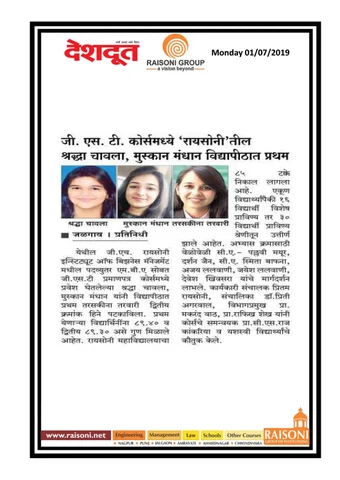 देशदूत
RAISONI GROUP
a vision beyond
Monday 01/07/2019
जी. एस. टी. कोर्समध्ये 'रायसोनी'तील
श्रद्धा चावला, मुस्कान मंधान विद्यापीठात प्रथम
श्रद्धा चावला मुस्कान मंधान तरसकीना तरवारी
जळगाव । प्रतिनिधी
येथील जी.एच. रायसोनी
इन्स्टिट्यूट ऑफ बिझनेस मॅनेजमेंट
मधील पदव्युत्तर एम.बी.ए सोबत
जी.एस.टी प्रमाणपत्र कोर्समध्ये
प्रवेश घेतलेल्या श्रद्धा चावला,
मुस्कान मंधान यांनी विद्यापीठात
प्रथम तरसकीना तरवारी द्वितीय
क्रमांक हिने पटकाविला. प्रथम
येणाऱ्या विद्यार्थिनींना ८९.४० व
द्वितीय ८९.३० असे गुण मिळाले
आहेत. रायसोनी महाविद्यालयाचा
८५ टक्के
निकाल लागला
आहे. एकूण
विद्यार्थ्यांपैकी १६
विद्यार्थी विशेष
प्राविण्य तर ३०
विद्यार्थी प्राविण्य
श्रेणीतून उत्तीर्ण
झाले आहेत. अभ्यास क्रमासाठी
वेळोवेळी सी.ए.- पल्लवी मयूर,
दर्शन जैन, सी.ए. स्मिता बाफना,
अजय ललवाणी, जयेश ललवाणी,
देवेश खिवसरा यांचे मार्गदर्शन
लाभले. कार्यकारी संचालक प्रितम
रायसोनी, संचालिका डॉ.प्रिती
अगरवाल, विभागप्रमुख प्रा.
मकरंद वाठ, प्रा.राफिख शेख यांनी
कोर्सचे समन्वयक प्रा.सी.एस.राज
कांकरीया व यशस्वी विद्यार्थ्यांचे
कौतुक केले.
www.raisoni.net Engineering Management Law Schools Other Courses RAISONI
NAGPUR PUNE JALGAON AMRAVATI AHMEDNAGAR CHHINDWARA